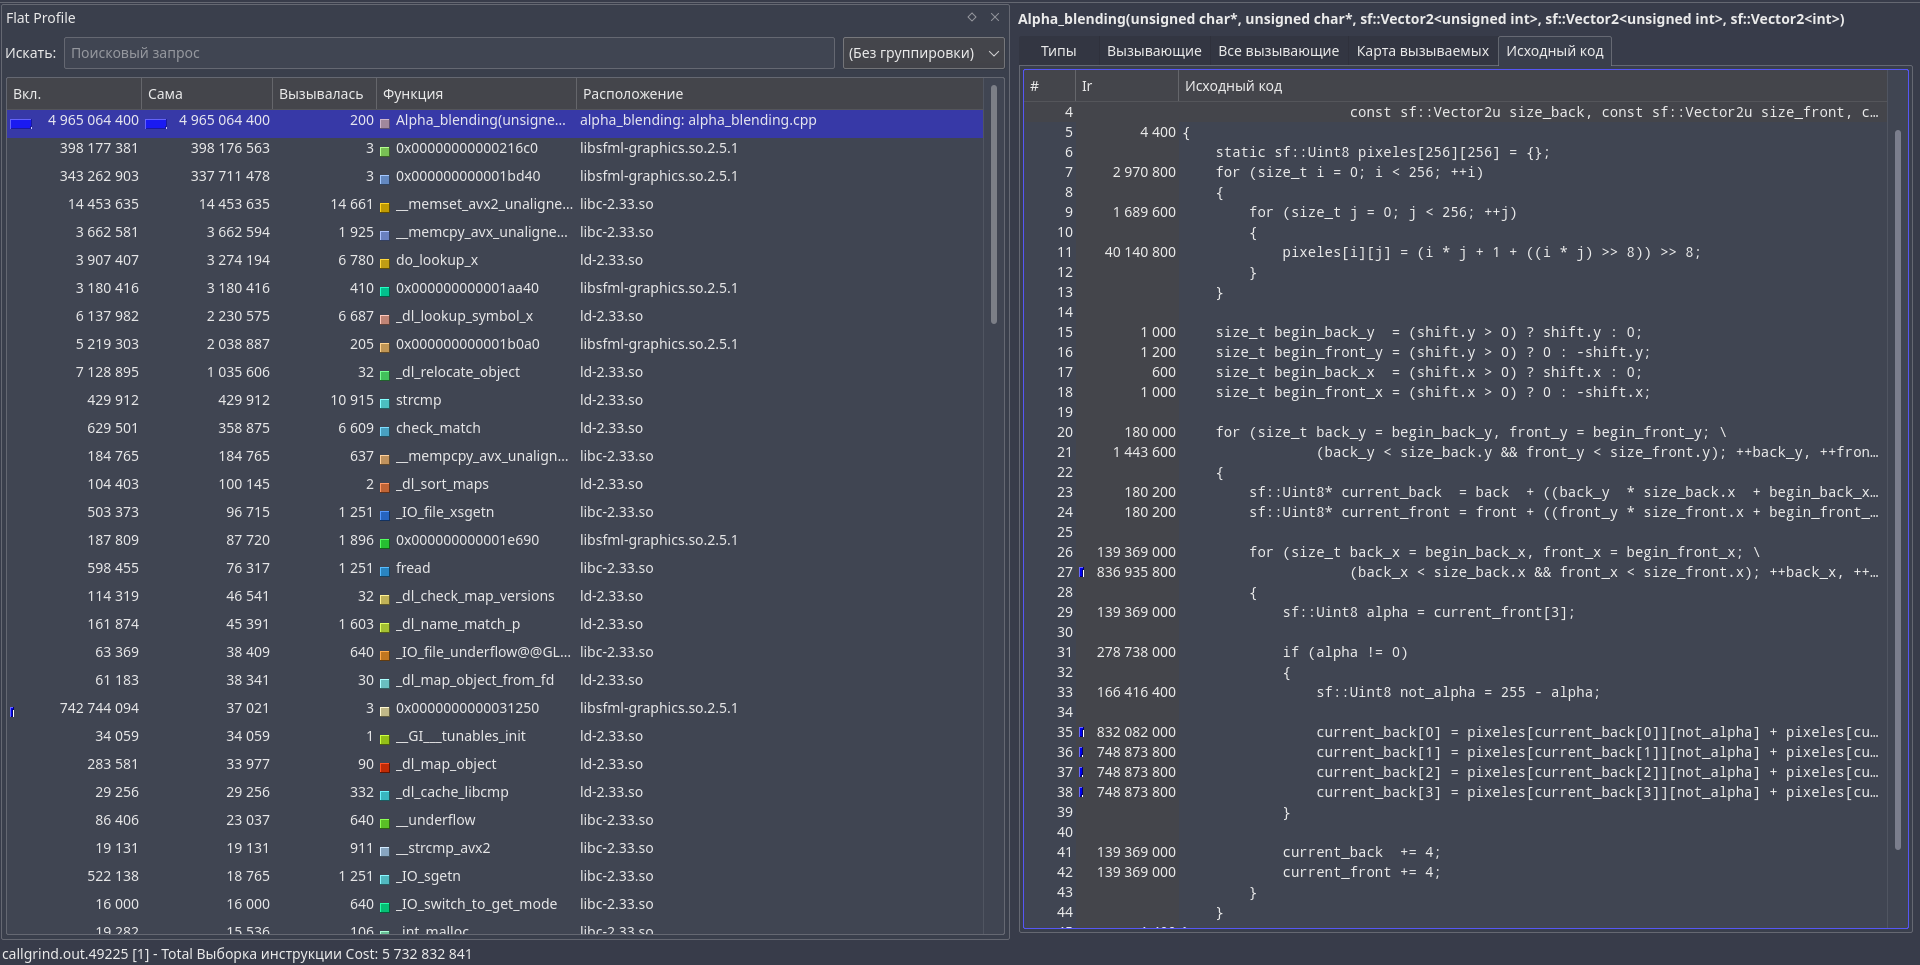 Flat Profile
Искать: Поисковый запрос (Без группировки)
Вкл. Сама Вызывалась Функция Расположение
4 965 064 400 4 965 064 400 200 Alpha_blending(unsigne... alpha_blending: alpha_blending.cpp
398 177 381 398 176 563 3 0x00000000000216c0 libsfml-graphics.so.2.5.1
343 262 903 337 711 478 3 0x000000000001bd40 libsfml-graphics.so.2.5.1
14 453 635 14 453 635 14 661 __memset_avx2_unaligne... libc-2.33.so
3 662 581 3 662 594 1 925 __memcpy_avx_unaligne... libc-2.33.so
3 907 407 3 274 194 6 780 do_lookup_x ld-2.33.so
3 180 416 3 180 416 410 0x000000000001aa40 libsfml-graphics.so.2.5.1
6 137 982 2 230 575 6 687 _dl_lookup_symbol_x ld-2.33.so
5 219 303 2 038 887 205 0x000000000001b0a0 libsfml-graphics.so.2.5.1
7 128 895 1 035 606 32 _dl_relocate_object ld-2.33.so
429 912 429 912 10 915 strcmp ld-2.33.so
629 501 358 875 6 609 check_match ld-2.33.so
184 765 184 765 637 __mempcpy_avx_unalign... libc-2.33.so
104 403 100 145 2 _dl_sort_maps ld-2.33.so
503 373 96 715 1 251 _IO_file_xsgetn libc-2.33.so
187 809 87 720 1 896 0x000000000001e690 libsfml-graphics.so.2.5.1
598 455 76 317 1 251 fread libc-2.33.so
114 319 46 541 32 _dl_check_map_versions ld-2.33.so
161 874 45 391 1 603 _dl_name_match_p ld-2.33.so
63 369 38 409 640 _IO_file_underflow@@GL... libc-2.33.so
61 183 38 341 30 _dl_map_object_from_fd ld-2.33.so
742 744 094 37 021 3 0x0000000000031250 libsfml-graphics.so.2.5.1
34 059 34 059 1 __GI___tunables_init ld-2.33.so
283 581 33 977 90 _dl_map_object ld-2.33.so
29 256 29 256 332 _dl_cache_libcmp ld-2.33.so
86 406 23 037 640 __underflow libc-2.33.so
19 131 19 131 911 __strcmp_avx2 libc-2.33.so
522 138 18 765 1 251 _IO_sgetn libc-2.33.so
16 000 16 000 640 _IO_switch_to_get_mode libc-2.33.so
19 282 15 536 106 _int_malloc libc-2.33.so
callgrind.out.49225 [1] - Total Выборка инструкции Cost: 5 732 832 841
Alpha_blending(unsigned char*, unsigned char*, sf::Vector2<unsigned int>, sf::Vector2<unsigned int>, sf::Vector2<int>)
Типы Вызывающие Все вызывающие Карта вызываемых Исходный код
# Ir Исходный код
4 const sf::Vector2u size_back, const sf::Vector2u size_front, c...
5 4 400 {
6 static sf::Uint8 pixeles[256][256] = {};
7 2 970 800 for (size_t i = 0; i < 256; ++i)
8 {
9 1 689 600 for (size_t j = 0; j < 256; ++j)
10 {
11 40 140 800 pixeles[i][j] = (i * j + 1 + ((i * j) >> 8)) >> 8;
12 }
13 }
14
15 1 000 size_t begin_back_y  = (shift.y > 0) ? shift.y : 0;
16 1 200 size_t begin_front_y = (shift.y > 0) ? 0 : -shift.y;
17 600 size_t begin_back_x  = (shift.x > 0) ? shift.x : 0;
18 1 000 size_t begin_front_x = (shift.x > 0) ? 0 : -shift.x;
19
20 180 000 for (size_t back_y = begin_back_y, front_y = begin_front_y; \
21 1 443 600 (back_y < size_back.y && front_y < size_front.y); ++back_y, ++fron...
22 {
23 180 200 sf::Uint8* current_back  = back  + ((back_y  * size_back.x  + begin_back_x...
24 180 200 sf::Uint8* current_front = front + ((front_y * size_front.x + begin_front_...
25
26 139 369 000 for (size_t back_x = begin_back_x, front_x = begin_front_x; \
27 836 935 800 (back_x < size_back.x && front_x < size_front.x); ++back_x, ++...
28 {
29 139 369 000 sf::Uint8 alpha = current_front[3];
30
31 278 738 000 if (alpha != 0)
32 {
33 166 416 400 sf::Uint8 not_alpha = 255 - alpha;
34
35 832 082 000 current_back[0] = pixeles[current_back[0]][not_alpha] + pixeles[cu...
36 748 873 800 current_back[1] = pixeles[current_back[1]][not_alpha] + pixeles[cu...
37 748 873 800 current_back[2] = pixeles[current_back[2]][not_alpha] + pixeles[cu...
38 748 873 800 current_back[3] = pixeles[current_back[3]][not_alpha] + pixeles[cu...
39 }
40
41 139 369 000 current_back  += 4;
42 139 369 000 current_front += 4;
43 }
44 }